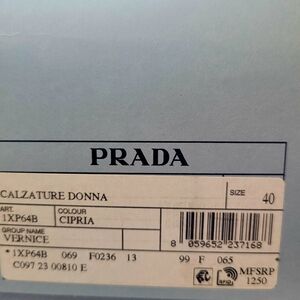 PRADA
CALZATURE DONNA SIZE 40
ART. COLOUR
1XP64B CIPRIA
GROUP NAME
VERNICE
8 059652 237168
*1XP64B 069 F0236 13 99 F 065
C097 23 00810 E MFSRP
1250